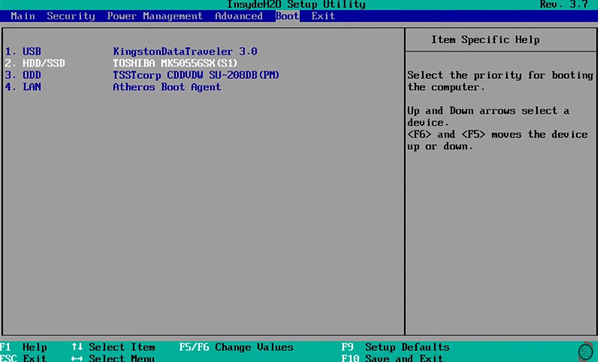 InsydeH2O Setup Utility Rev. 3.7
Main Security Power Management Advanced Boot Exit
Item Specific Help
1. USB KingstonDataTraveler 3.0
2. HDD/SSD TOSHIBA MK5055GSX(S1)
3. ODD TSSTcorp CDDVDW SU-208DB(PM)
4. LAN Atheros Boot Agent
Select the priority for booting
the computer.
Up and Down arrows select a
device.
<F6> and <F5> moves the device
up or down.
F1 Help ↑↓ Select Item F5/F6 Change Values F9 Setup Defaults
ESC Exit ←→ Select Menu F10 Save and Exit